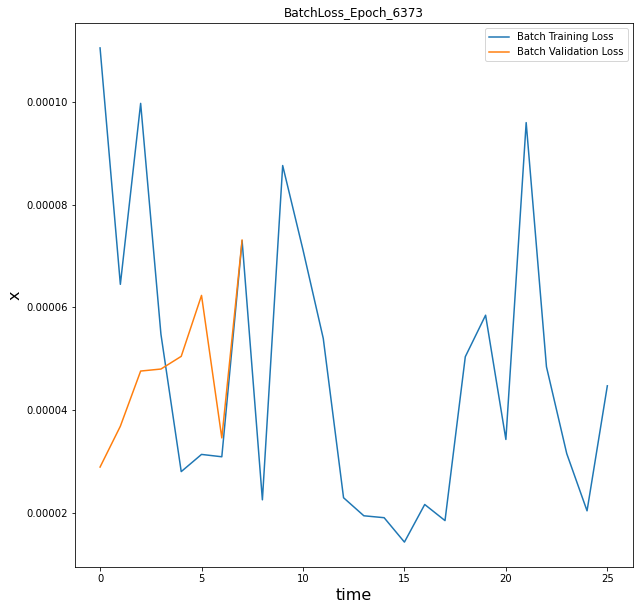 BatchLoss_Epoch_6373
Batch Training Loss
Batch Validation Loss
0.00010
0.00008
0.00006
0.00004
0.00002
x
0 5 10 15 20 25
time